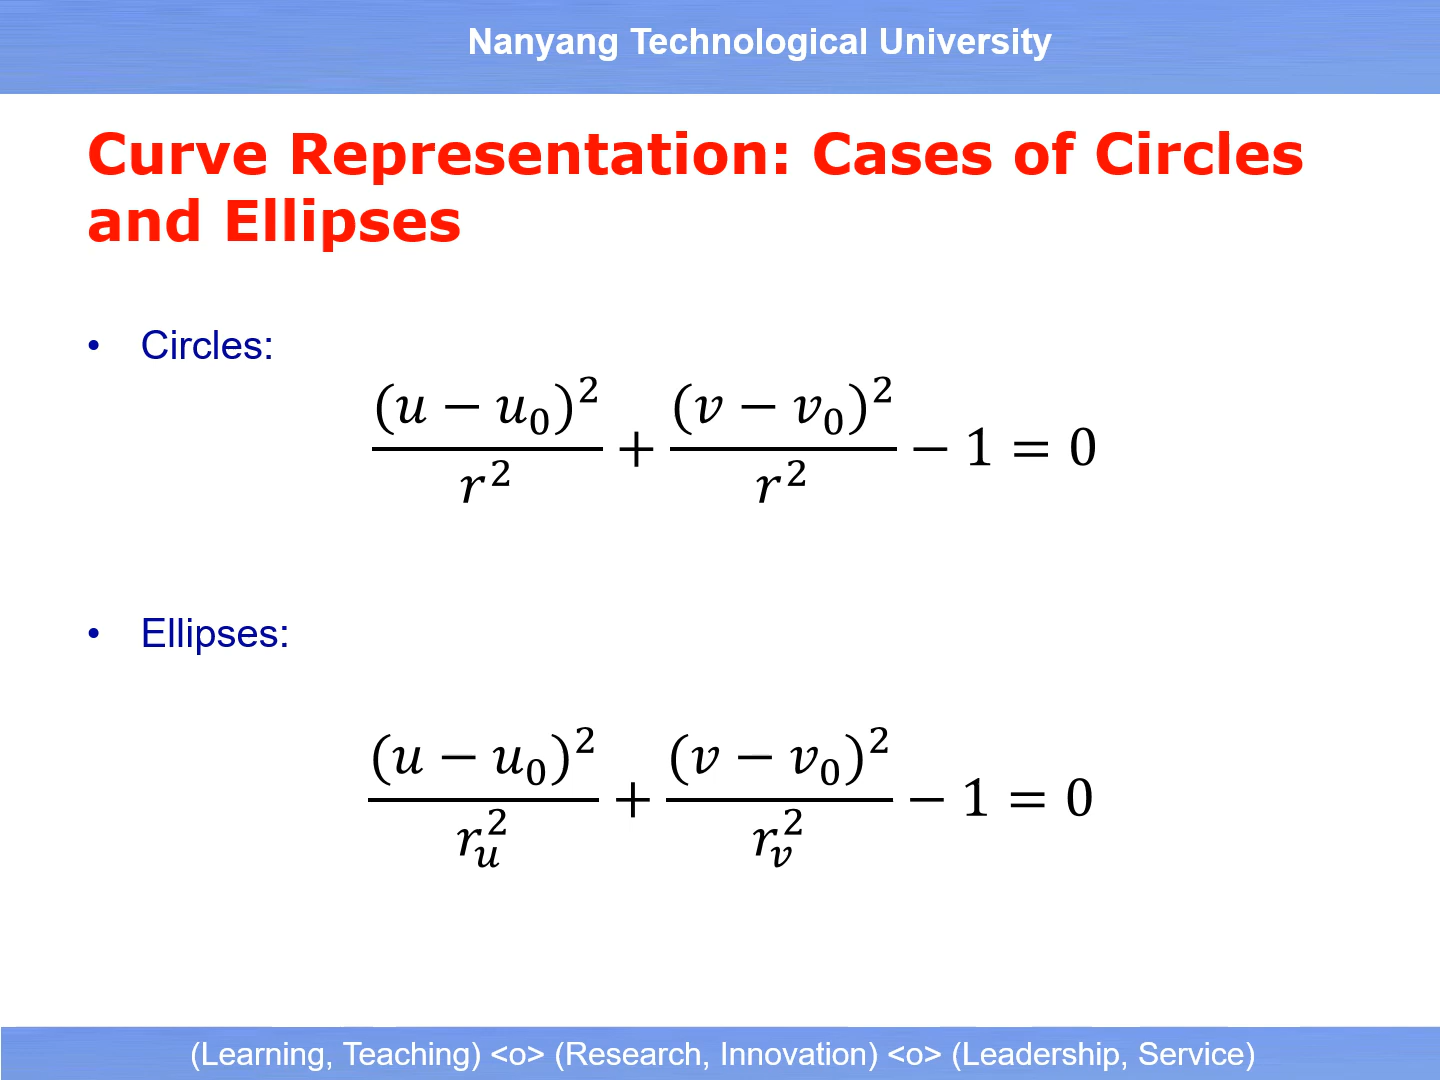 Nanyang Technological University
Curve Representation: Cases of Circles
and Ellipses
• Circles:
(u − u₀)²/r² + (v − v₀)²/r² − 1 = 0
• Ellipses:
(u − u₀)²/r_u² + (v − v₀)²/r_v² − 1 = 0
(Learning, Teaching) <o> (Research, Innovation) <o> (Leadership, Service)